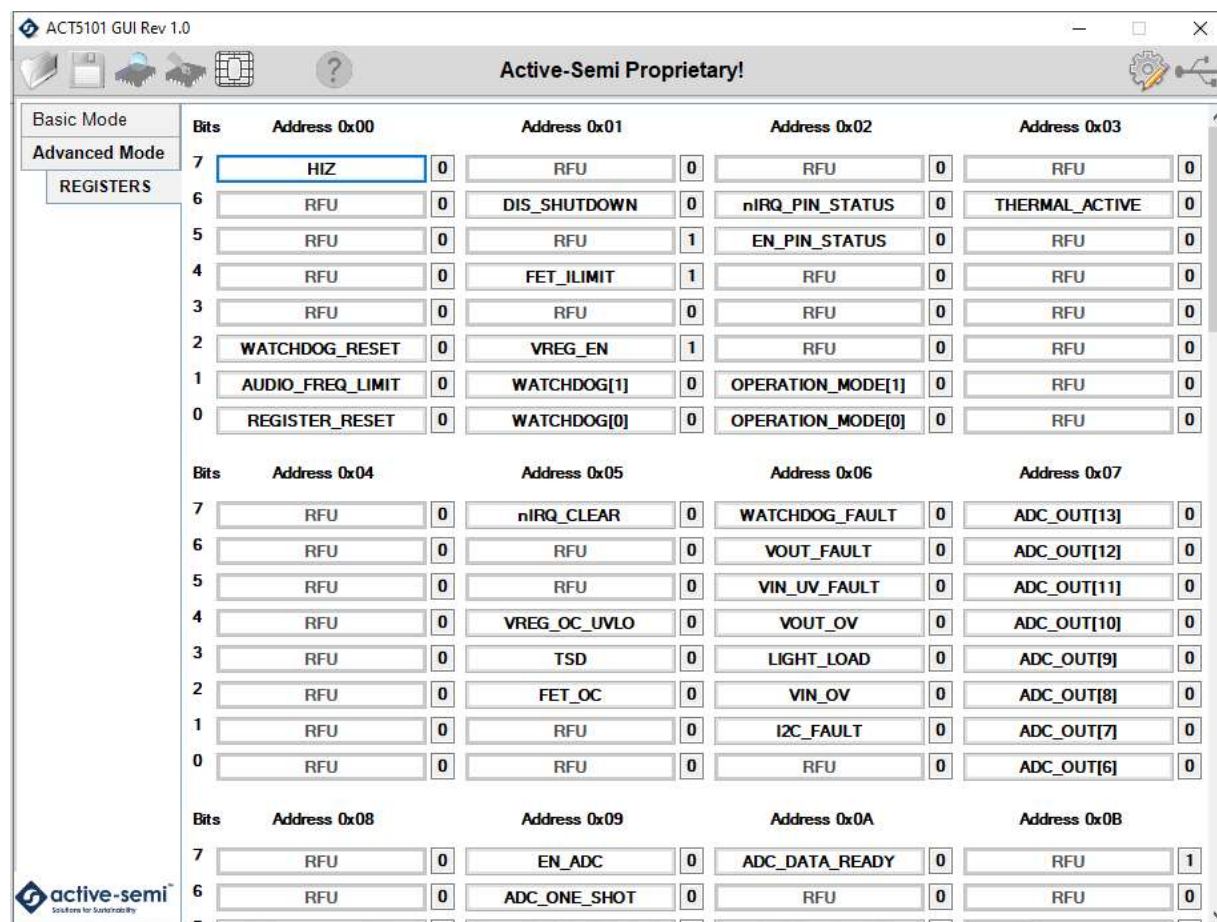 ACT5101 GUI Rev 1.0
Active-Semi Proprietary!
Basic Mode
Advanced Mode
REGISTERS
Bits Address 0x00 Address 0x01 Address 0x02 Address 0x03
7 HIZ 0 RFU 0 RFU 0 RFU 0
6 RFU 0 DIS_SHUTDOWN 0 nIRQ_PIN_STATUS 0 THERMAL_ACTIVE 0
5 RFU 0 RFU 1 EN_PIN_STATUS 0 RFU 0
4 RFU 0 FET_ILIMIT 1 RFU 0 RFU 0
3 RFU 0 RFU 0 RFU 0 RFU 0
2 WATCHDOG_RESET 0 VREG_EN 1 RFU 0 RFU 0
1 AUDIO_FREQ_LIMIT 0 WATCHDOG[1] 0 OPERATION_MODE[1] 0 RFU 0
0 REGISTER_RESET 0 WATCHDOG[0] 0 OPERATION_MODE[0] 0 RFU 0
Bits Address 0x04 Address 0x05 Address 0x06 Address 0x07
7 RFU 0 nIRQ_CLEAR 0 WATCHDOG_FAULT 0 ADC_OUT[13] 0
6 RFU 0 RFU 0 VOUT_FAULT 0 ADC_OUT[12] 0
5 RFU 0 RFU 0 VIN_UV_FAULT 0 ADC_OUT[11] 0
4 RFU 0 VREG_OC_UVLO 0 VOUT_OV 0 ADC_OUT[10] 0
3 RFU 0 TSD 0 LIGHT_LOAD 0 ADC_OUT[9] 0
2 RFU 0 FET_OC 0 VIN_OV 0 ADC_OUT[8] 0
1 RFU 0 RFU 0 I2C_FAULT 0 ADC_OUT[7] 0
0 RFU 0 RFU 0 RFU 0 ADC_OUT[6] 0
Bits Address 0x08 Address 0x09 Address 0x0A Address 0x0B
7 RFU 0 EN_ADC 0 ADC_DATA_READY 0 RFU 1
6 RFU 0 ADC_ONE_SHOT 0 RFU 0 RFU 0
active-semi
Solutions for Sustainability